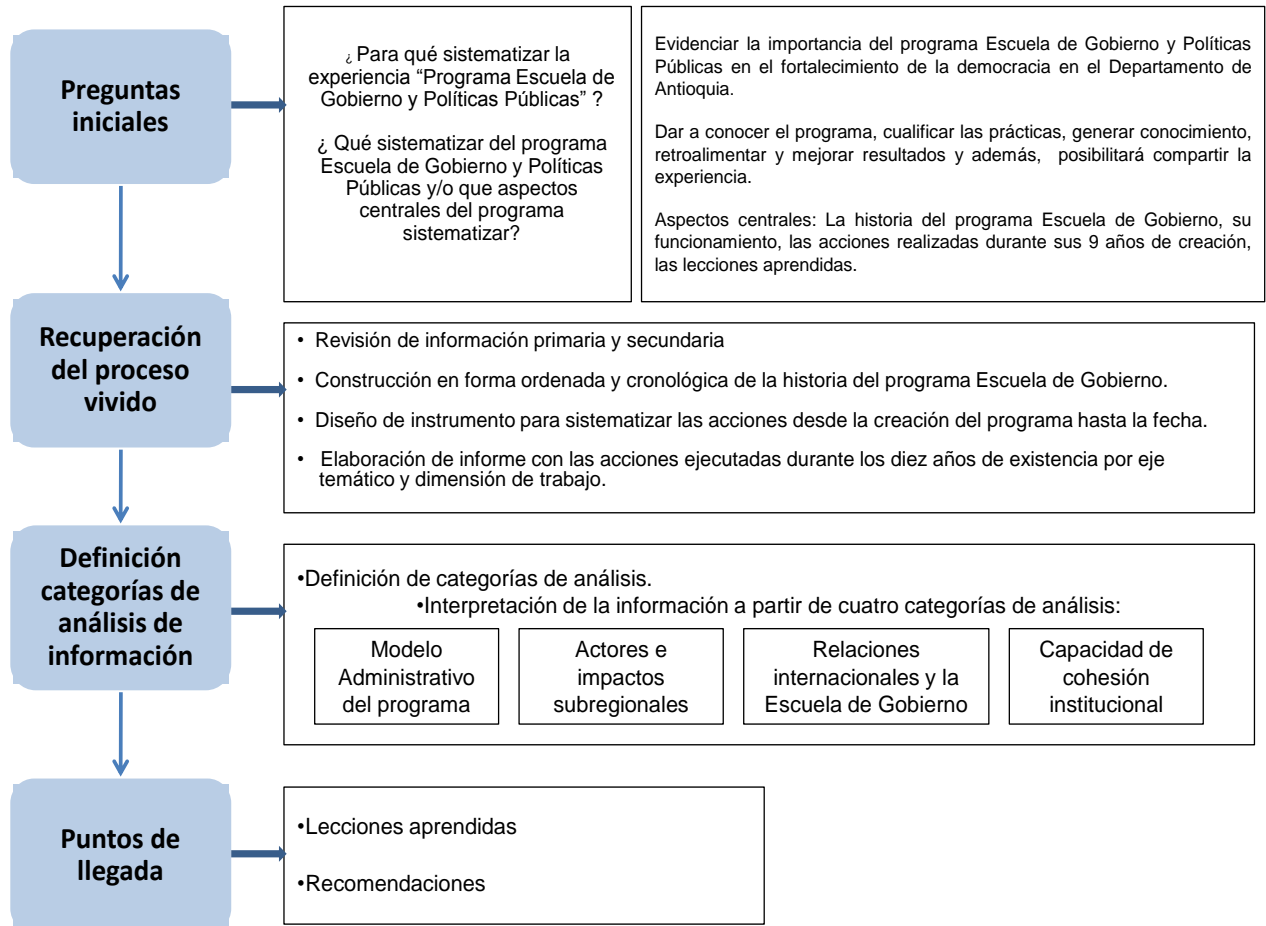 Preguntas
iniciales
¿ Para qué sistematizar la
experiencia “Programa Escuela de
Gobierno y Políticas Públicas” ?
¿ Qué sistematizar del programa
Escuela de Gobierno y Políticas
Públicas y/o que aspectos
centrales del programa
sistematizar?
Evidenciar la importancia del programa Escuela de Gobierno y Políticas
Públicas en el fortalecimiento de la democracia en el Departamento de
Antioquia.
Dar a conocer el programa, cualificar las prácticas, generar conocimiento,
retroalimentar y mejorar resultados y además, posibilitará compartir la
experiencia.
Aspectos centrales: La historia del programa Escuela de Gobierno, su
funcionamiento, las acciones realizadas durante sus 9 años de creación,
las lecciones aprendidas.
Recuperación
del proceso
vivido
• Revisión de información primaria y secundaria
• Construcción en forma ordenada y cronológica de la historia del programa Escuela de Gobierno.
• Diseño de instrumento para sistematizar las acciones desde la creación del programa hasta la fecha.
• Elaboración de informe con las acciones ejecutadas durante los diez años de existencia por eje
temático y dimensión de trabajo.
Definición
categorías de
análisis de
información
•Definición de categorías de análisis.
•Interpretación de la información a partir de cuatro categorías de análisis:
Modelo
Administrativo
del programa
Actores e
impactos
subregionales
Relaciones
internacionales y la
Escuela de Gobierno
Capacidad de
cohesión
institucional
Puntos de
llegada
•Lecciones aprendidas
•Recomendaciones